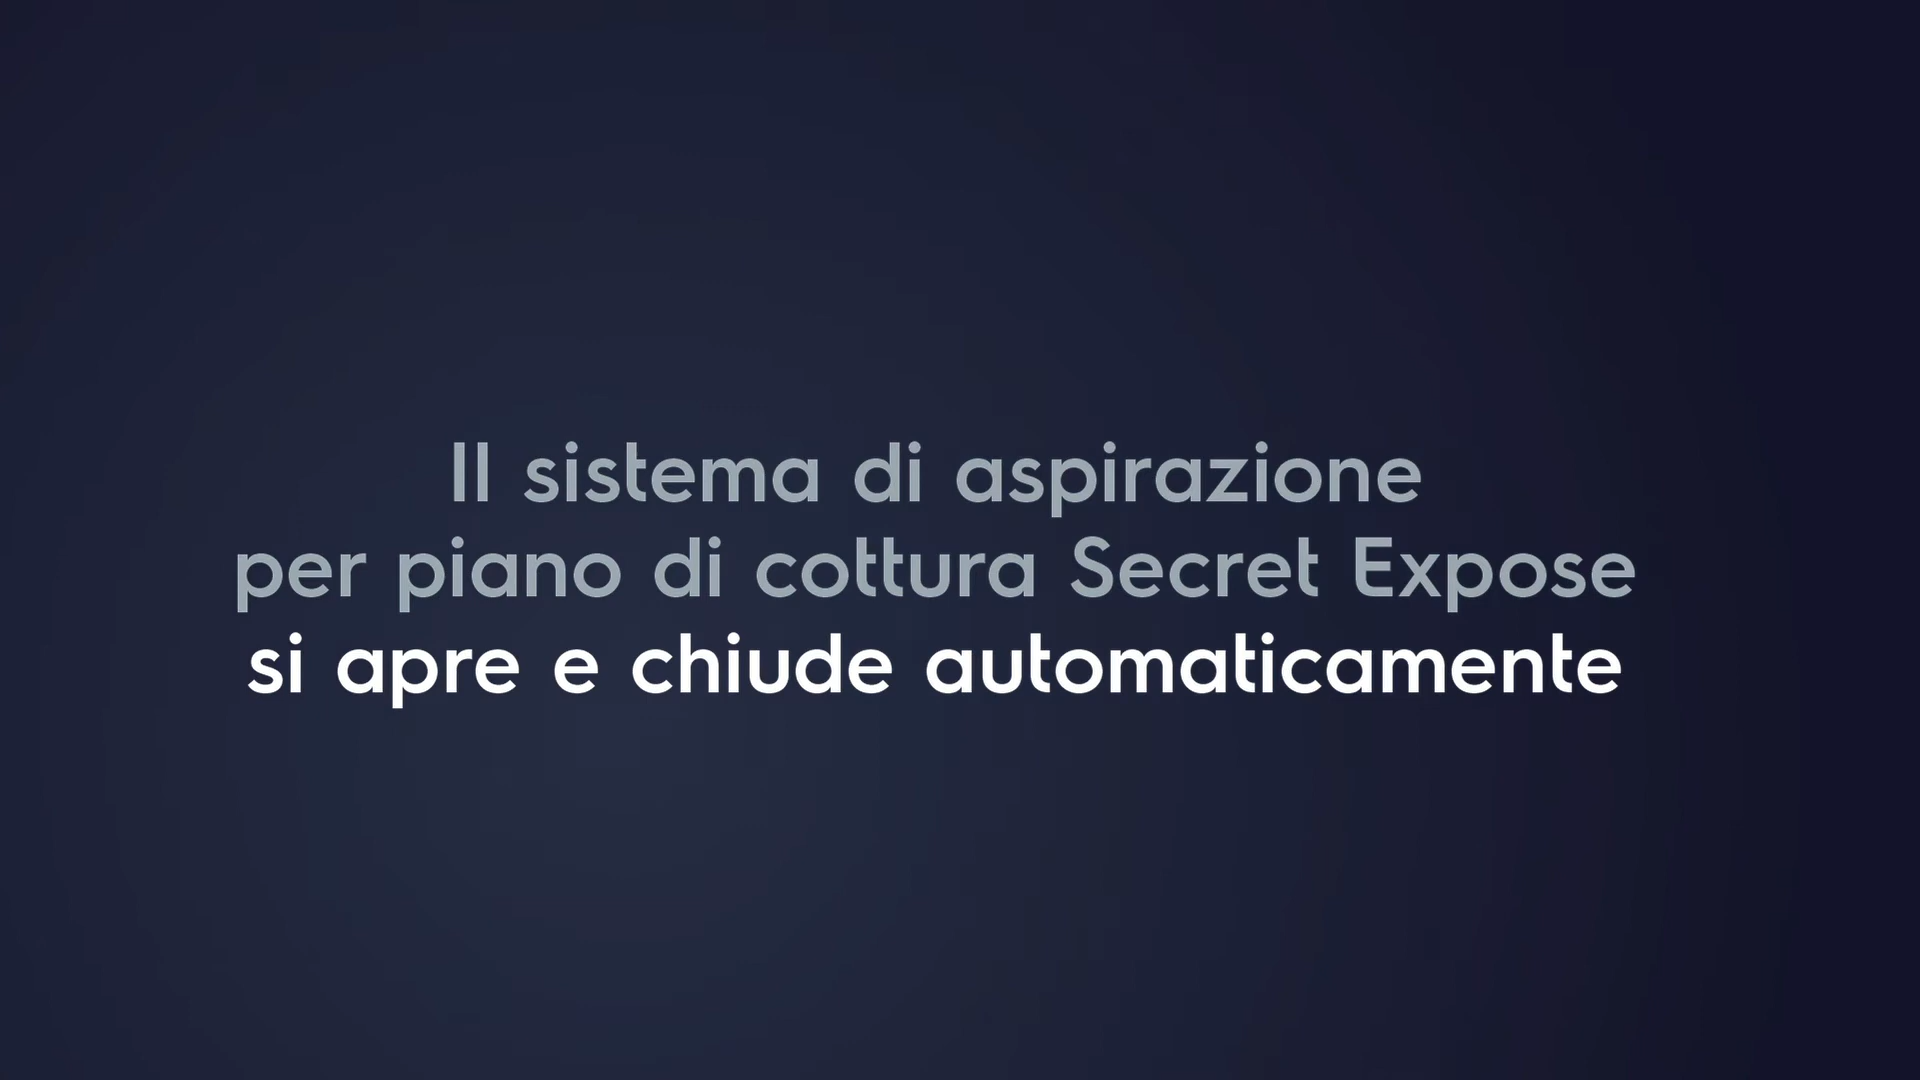 Il sistema di aspirazione
per piano di cottura Secret Expose
si apre e chiude automaticamente